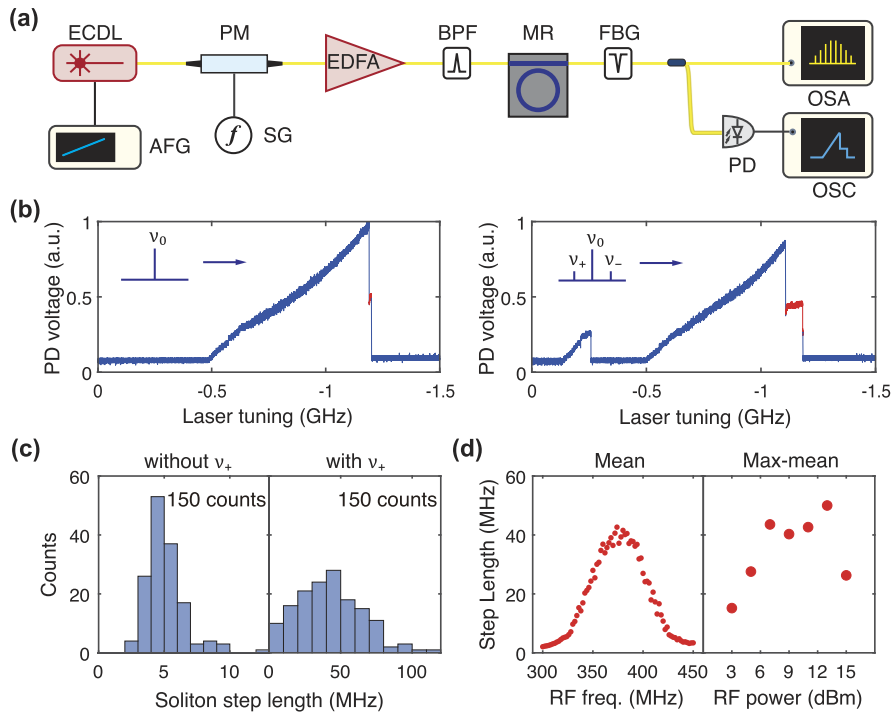 (a)
ECDL
PM
EDFA
BPF
MR
FBG
OSA
AFG
f
SG
PD
OSC
(b)
PD voltage (a.u.)
1
0.5
0
ν0
0
-0.5
-1
-1.5
Laser tuning (GHz)
PD voltage (a.u.)
1
0.5
0
ν0
ν+
ν-
0
-0.5
-1
-1.5
Laser tuning (GHz)
(c)
without ν+
with ν+
150 counts
150 counts
Counts
60
40
20
0
5
10
0
50
100
Soliton step length (MHz)
(d)
Mean
Max-mean
Step Length (MHz)
60
40
20
0
300
350
400
450
3
6
9
12
15
RF freq. (MHz)
RF power (dBm)